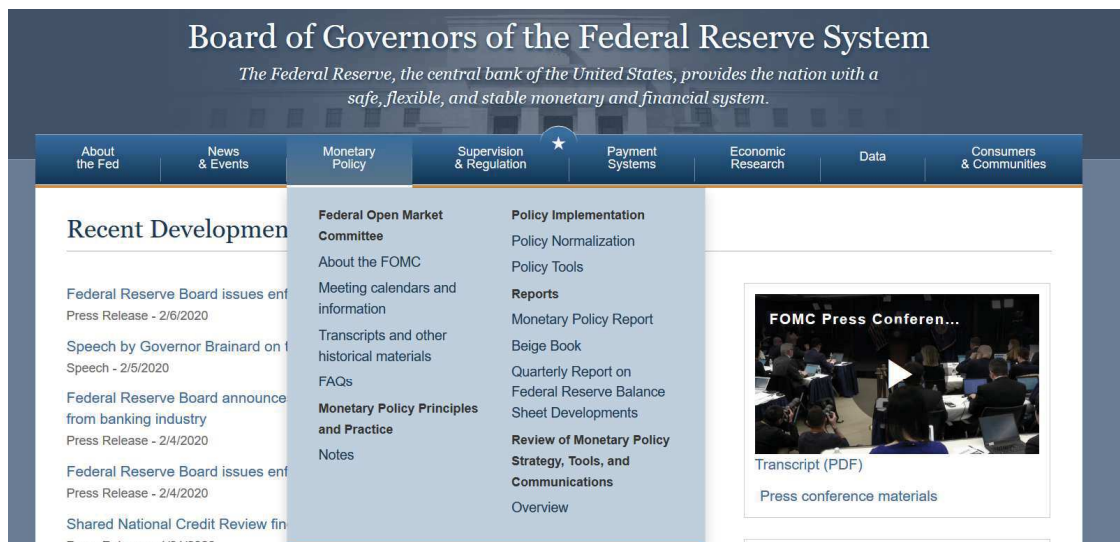 Board of Governors of the Federal Reserve System
The Federal Reserve, the central bank of the United States, provides the nation with a
safe, flexible, and stable monetary and financial system.
About
the Fed
News
& Events
Monetary
Policy
Supervision
& Regulation
Payment
Systems
Economic
Research
Data
Consumers
& Communities
Recent Developmen
Federal Reserve Board issues enf
Press Release - 2/6/2020
Speech by Governor Brainard on t
Speech - 2/5/2020
Federal Reserve Board announce
from banking industry
Press Release - 2/4/2020
Federal Reserve Board issues enf
Press Release - 2/4/2020
Shared National Credit Review fin
Federal Open Market
Committee
About the FOMC
Meeting calendars and
information
Transcripts and other
historical materials
FAQs
Monetary Policy Principles
and Practice
Notes
Policy Implementation
Policy Normalization
Policy Tools
Reports
Monetary Policy Report
Beige Book
Quarterly Report on
Federal Reserve Balance
Sheet Developments
Review of Monetary Policy
Strategy, Tools, and
Communications
Overview
FOMC Press Conferen...
Transcript (PDF)
Press conference materials